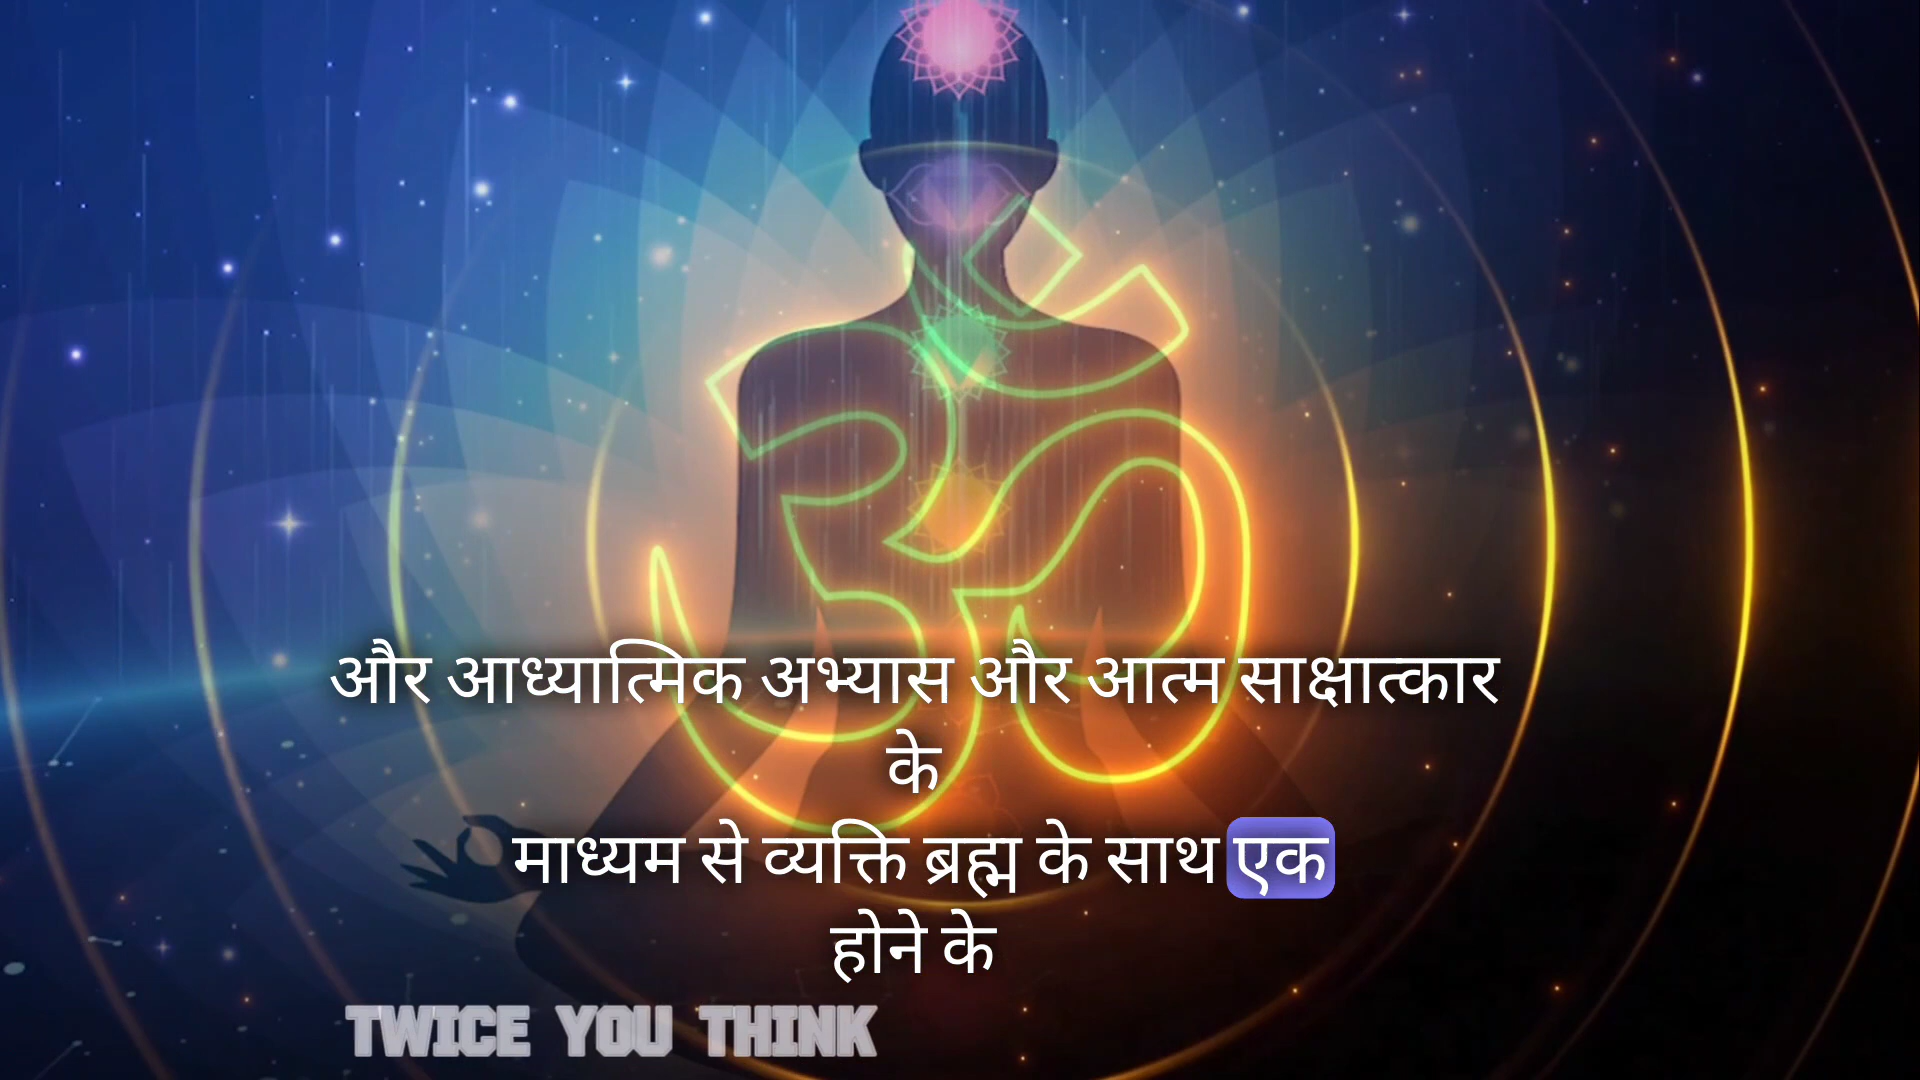 ॐ
और आध्यात्मिक अभ्यास और आत्म साक्षात्कार
के
माध्यम से व्यक्ति ब्रह्म के साथ एक
होने के
TWICE YOU THINK